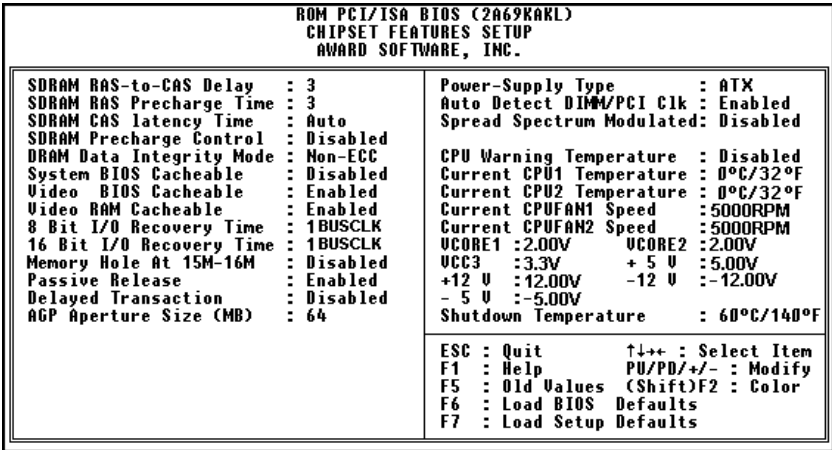 ROM PCI/ISA BIOS (2A69KAKL)
CHIPSET FEATURES SETUP
AWARD SOFTWARE, INC.
SDRAM RAS-to-CAS Delay : 3
SDRAM RAS Precharge Time : 3
SDRAM CAS latency Time : Auto
SDRAM Precharge Control : Disabled
DRAM Data Integrity Mode : Non-ECC
System BIOS Cacheable : Disabled
Video BIOS Cacheable : Enabled
Video RAM Cacheable : Enabled
8 Bit I/O Recovery Time : 1BUSCLK
16 Bit I/O Recovery Time : 1BUSCLK
Memory Hole At 15M-16M : Disabled
Passive Release : Enabled
Delayed Transaction : Disabled
AGP Aperture Size (MB) : 64
Power-Supply Type : ATX
Auto Detect DIMM/PCI Clk : Enabled
Spread Spectrum Modulated: Disabled
CPU Warning Temperature : Disabled
Current CPU1 Temperature : 0ºC/32ºF
Current CPU2 Temperature : 0ºC/32ºF
Current CPUFAN1 Speed :5000RPM
Current CPUFAN2 Speed :5000RPM
VCORE1 :2.00V VCORE2 :2.00V
VCC3 :3.3V + 5 V :5.00V
+12 V :12.00V -12 V :-12.00V
- 5 V :-5.00V
Shutdown Temperature : 60ºC/140ºF
ESC : Quit ↑↓→← : Select Item
F1 : Help PU/PD/+/- : Modify
F5 : Old Values (Shift)F2 : Color
F6 : Load BIOS Defaults
F7 : Load Setup Defaults